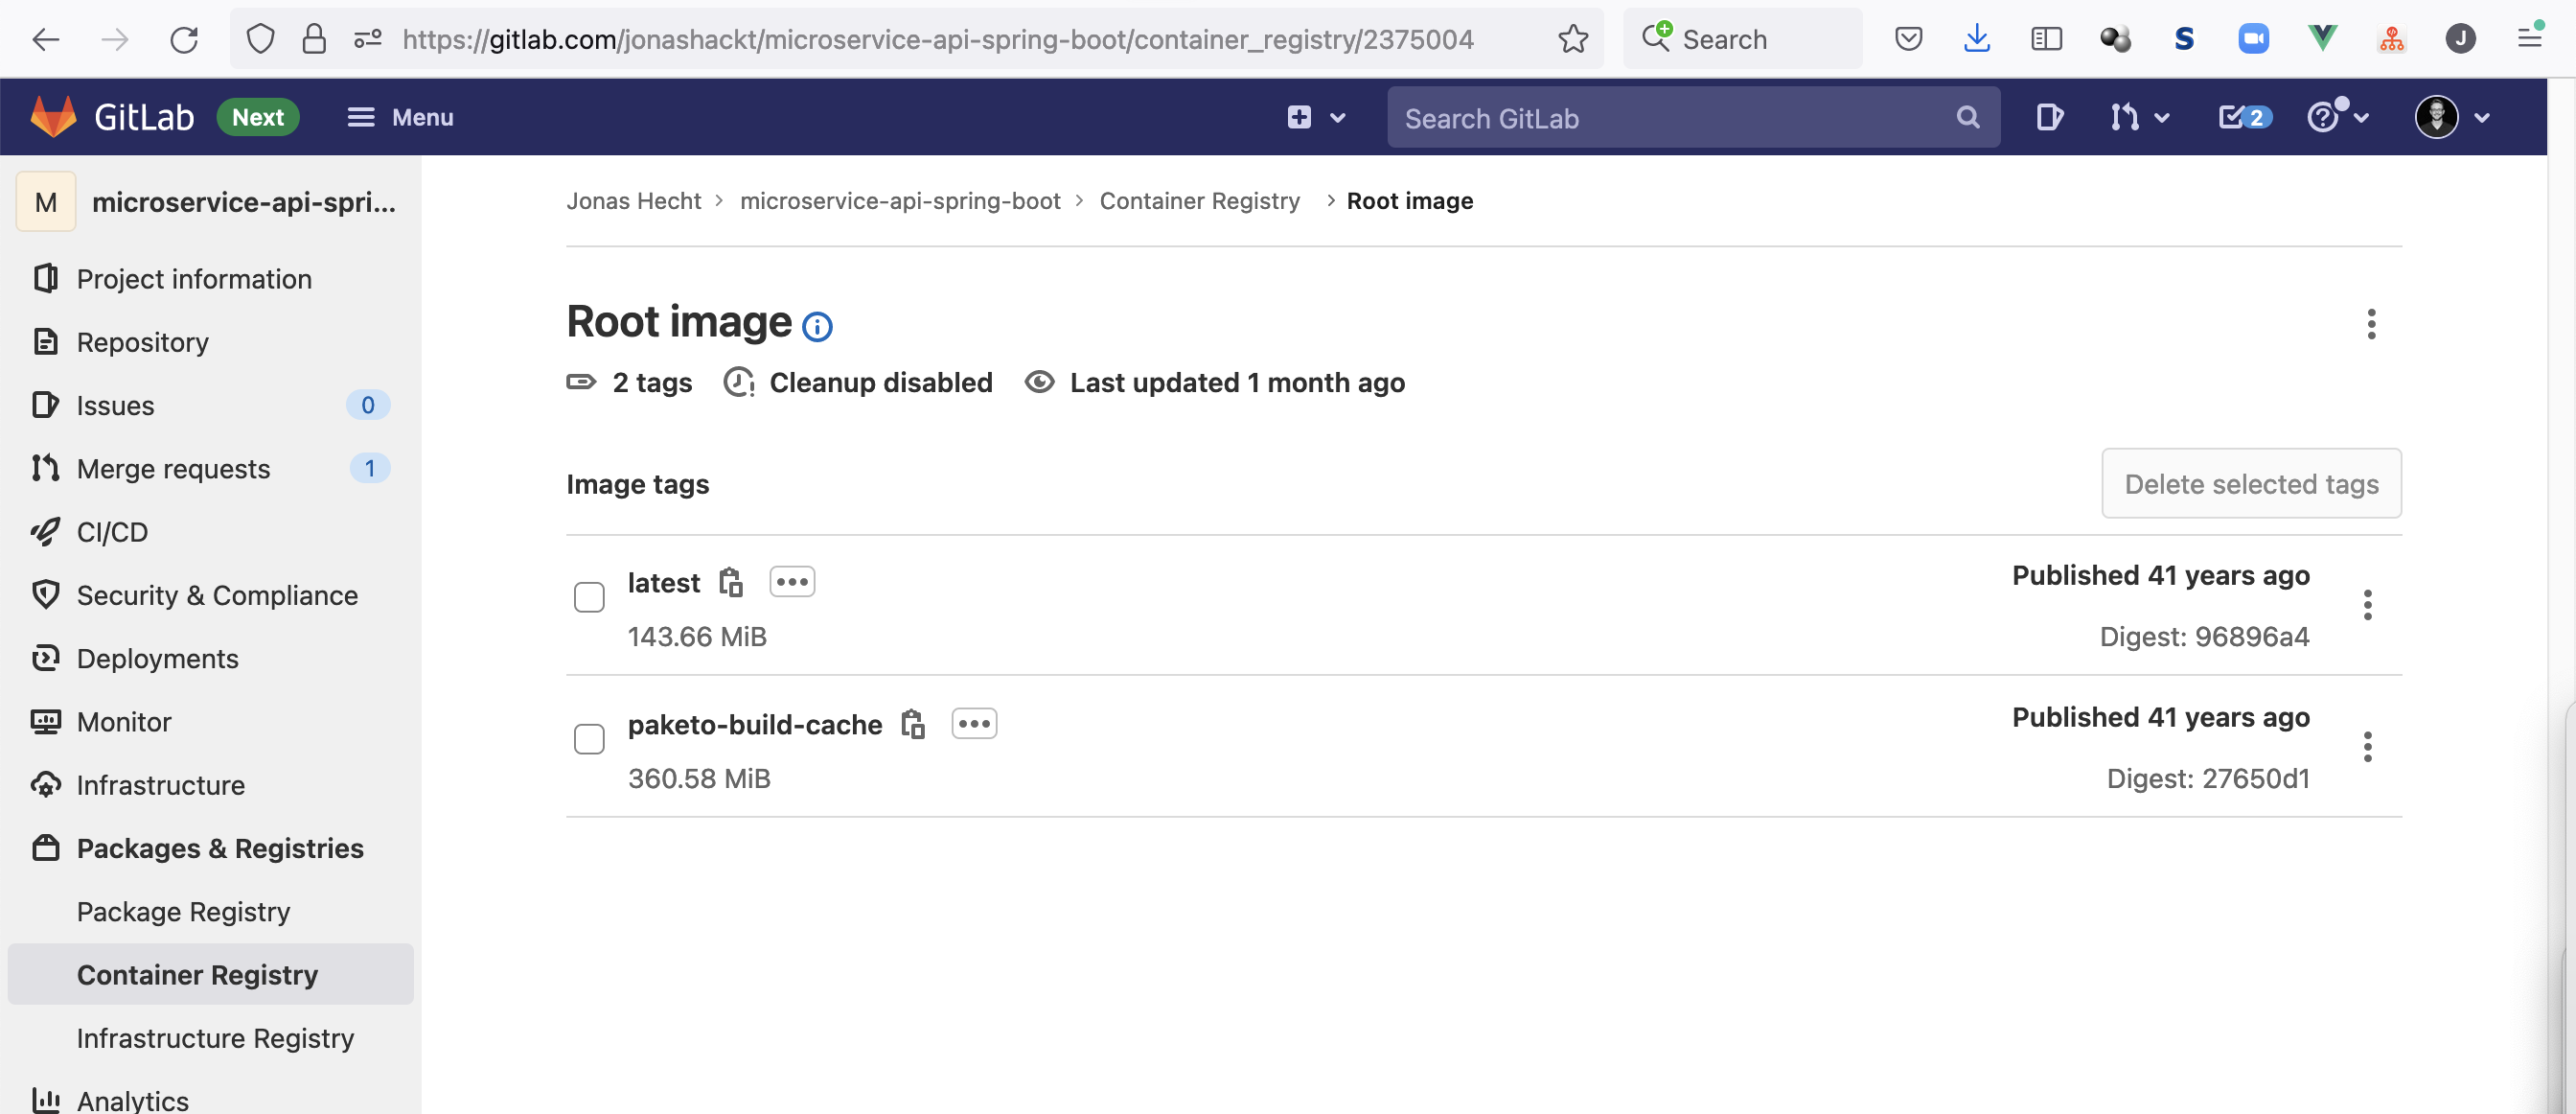 https://gitlab.com/jonashackt/microservice-api-spring-boot/container_registry/2375004
Search
S
J
GitLab
Next
Menu
Search GitLab
2
M
microservice-api-spri...
Project information
Repository
Issues
0
Merge requests
1
CI/CD
Security & Compliance
Deployments
Monitor
Infrastructure
Packages & Registries
Package Registry
Container Registry
Infrastructure Registry
Analytics
Jonas Hecht > microservice-api-spring-boot > Container Registry > Root image
Root image
2 tags Cleanup disabled Last updated 1 month ago
Image tags
Delete selected tags
latest
Published 41 years ago
143.66 MiB
Digest: 96896a4
paketo-build-cache
Published 41 years ago
360.58 MiB
Digest: 27650d1